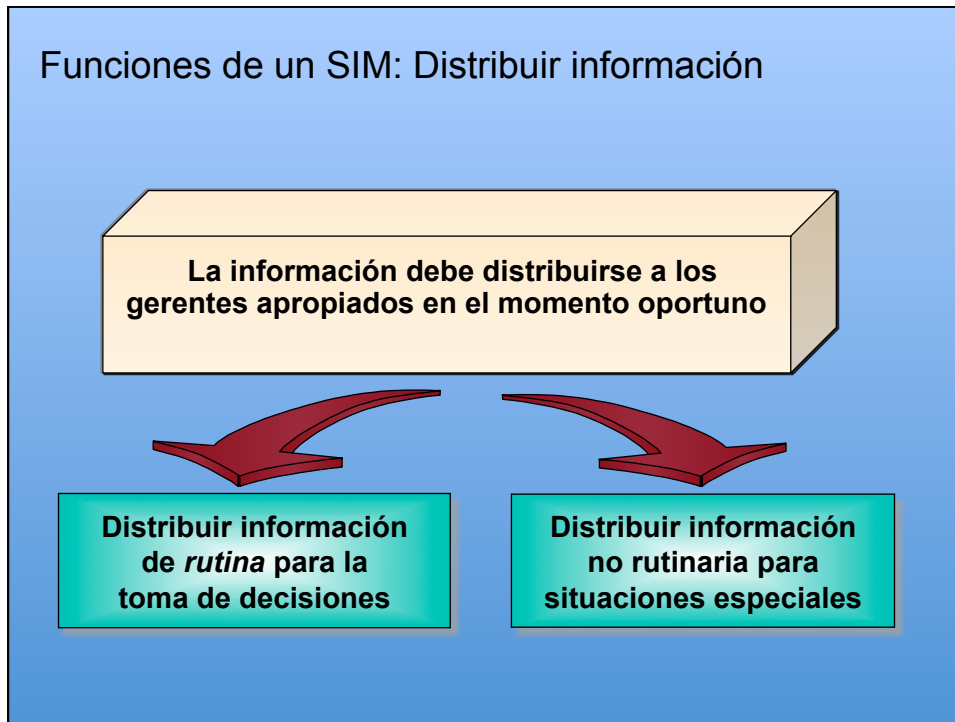 Funciones de un SIM: Distribuir información
La información debe distribuirse a los
gerentes apropiados en el momento oportuno
Distribuir información
de rutina para la
toma de decisiones
Distribuir información
no rutinaria para
situaciones especiales